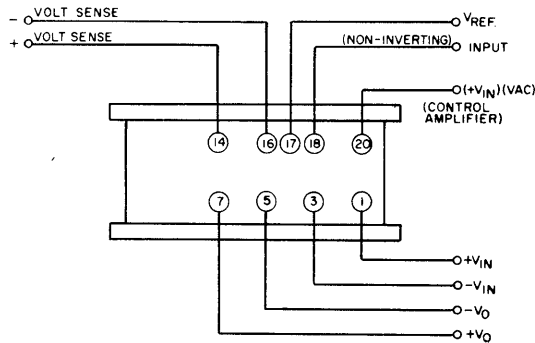 - VOLT SENSE
+ VOLT SENSE
VREF.
(NON-INVERTING) INPUT
(+VIN)(VAC)
(CONTROL
AMPLIFIER)
14 16 17 18 20
7 5 3 1
+VIN
-VIN
-VO
+VO